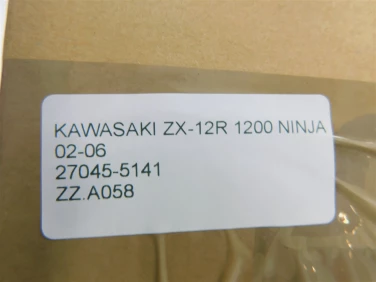 KAWASAKI ZX-12R 1200 NINJA
02-06
27045-5141
ZZ.A058